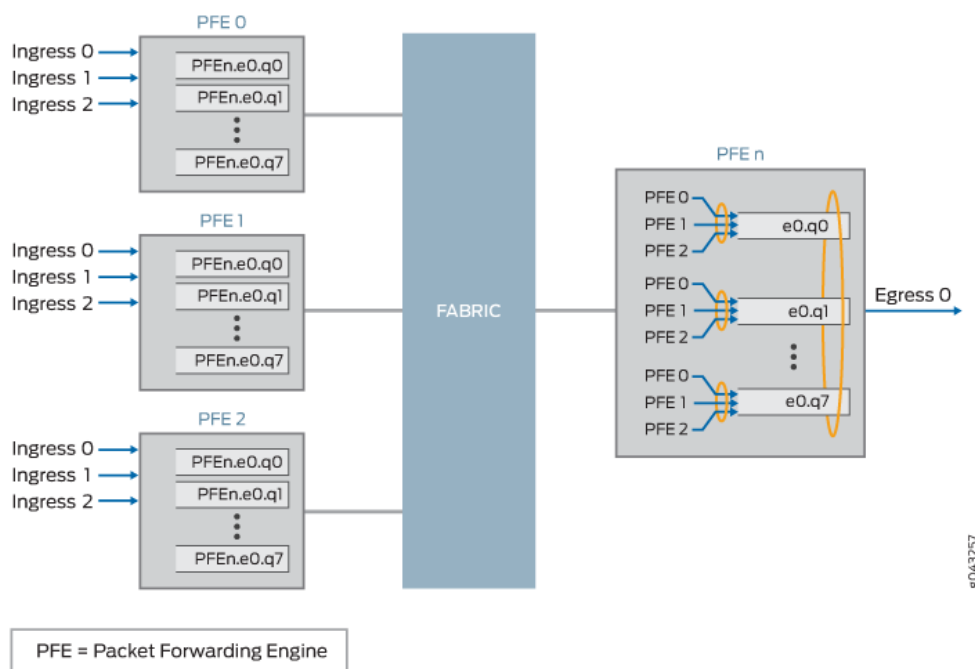 PFE 0
Ingress 0
Ingress 1
Ingress 2
PFEn.e0.q0
PFEn.e0.q1
PFEn.e0.q7
PFE 1
Ingress 0
Ingress 1
Ingress 2
PFEn.e0.q0
PFEn.e0.q1
PFEn.e0.q7
PFE 2
Ingress 0
Ingress 1
Ingress 2
PFEn.e0.q0
PFEn.e0.q1
PFEn.e0.q7
FABRIC
PFE n
PFE 0
PFE 1
PFE 2
e0.q0
PFE 0
PFE 1
PFE 2
e0.q1
PFE 0
PFE 1
PFE 2
e0.q7
Egress 0
g043257
PFE = Packet Forwarding Engine